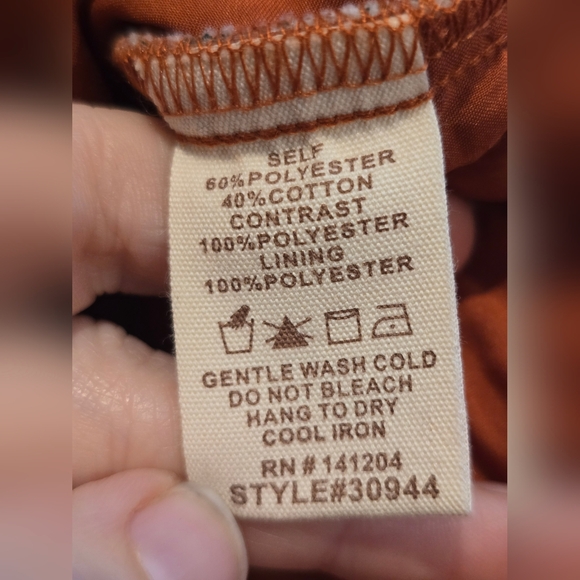 SELF
60%POLYESTER
40%COTTON
CONTRAST
100%POLYESTER
LINING
100%POLYESTER
GENTLE WASH COLD
DO NOT BLEACH
HANG TO DRY
COOL IRON
RN # 141204
STYLE#30944